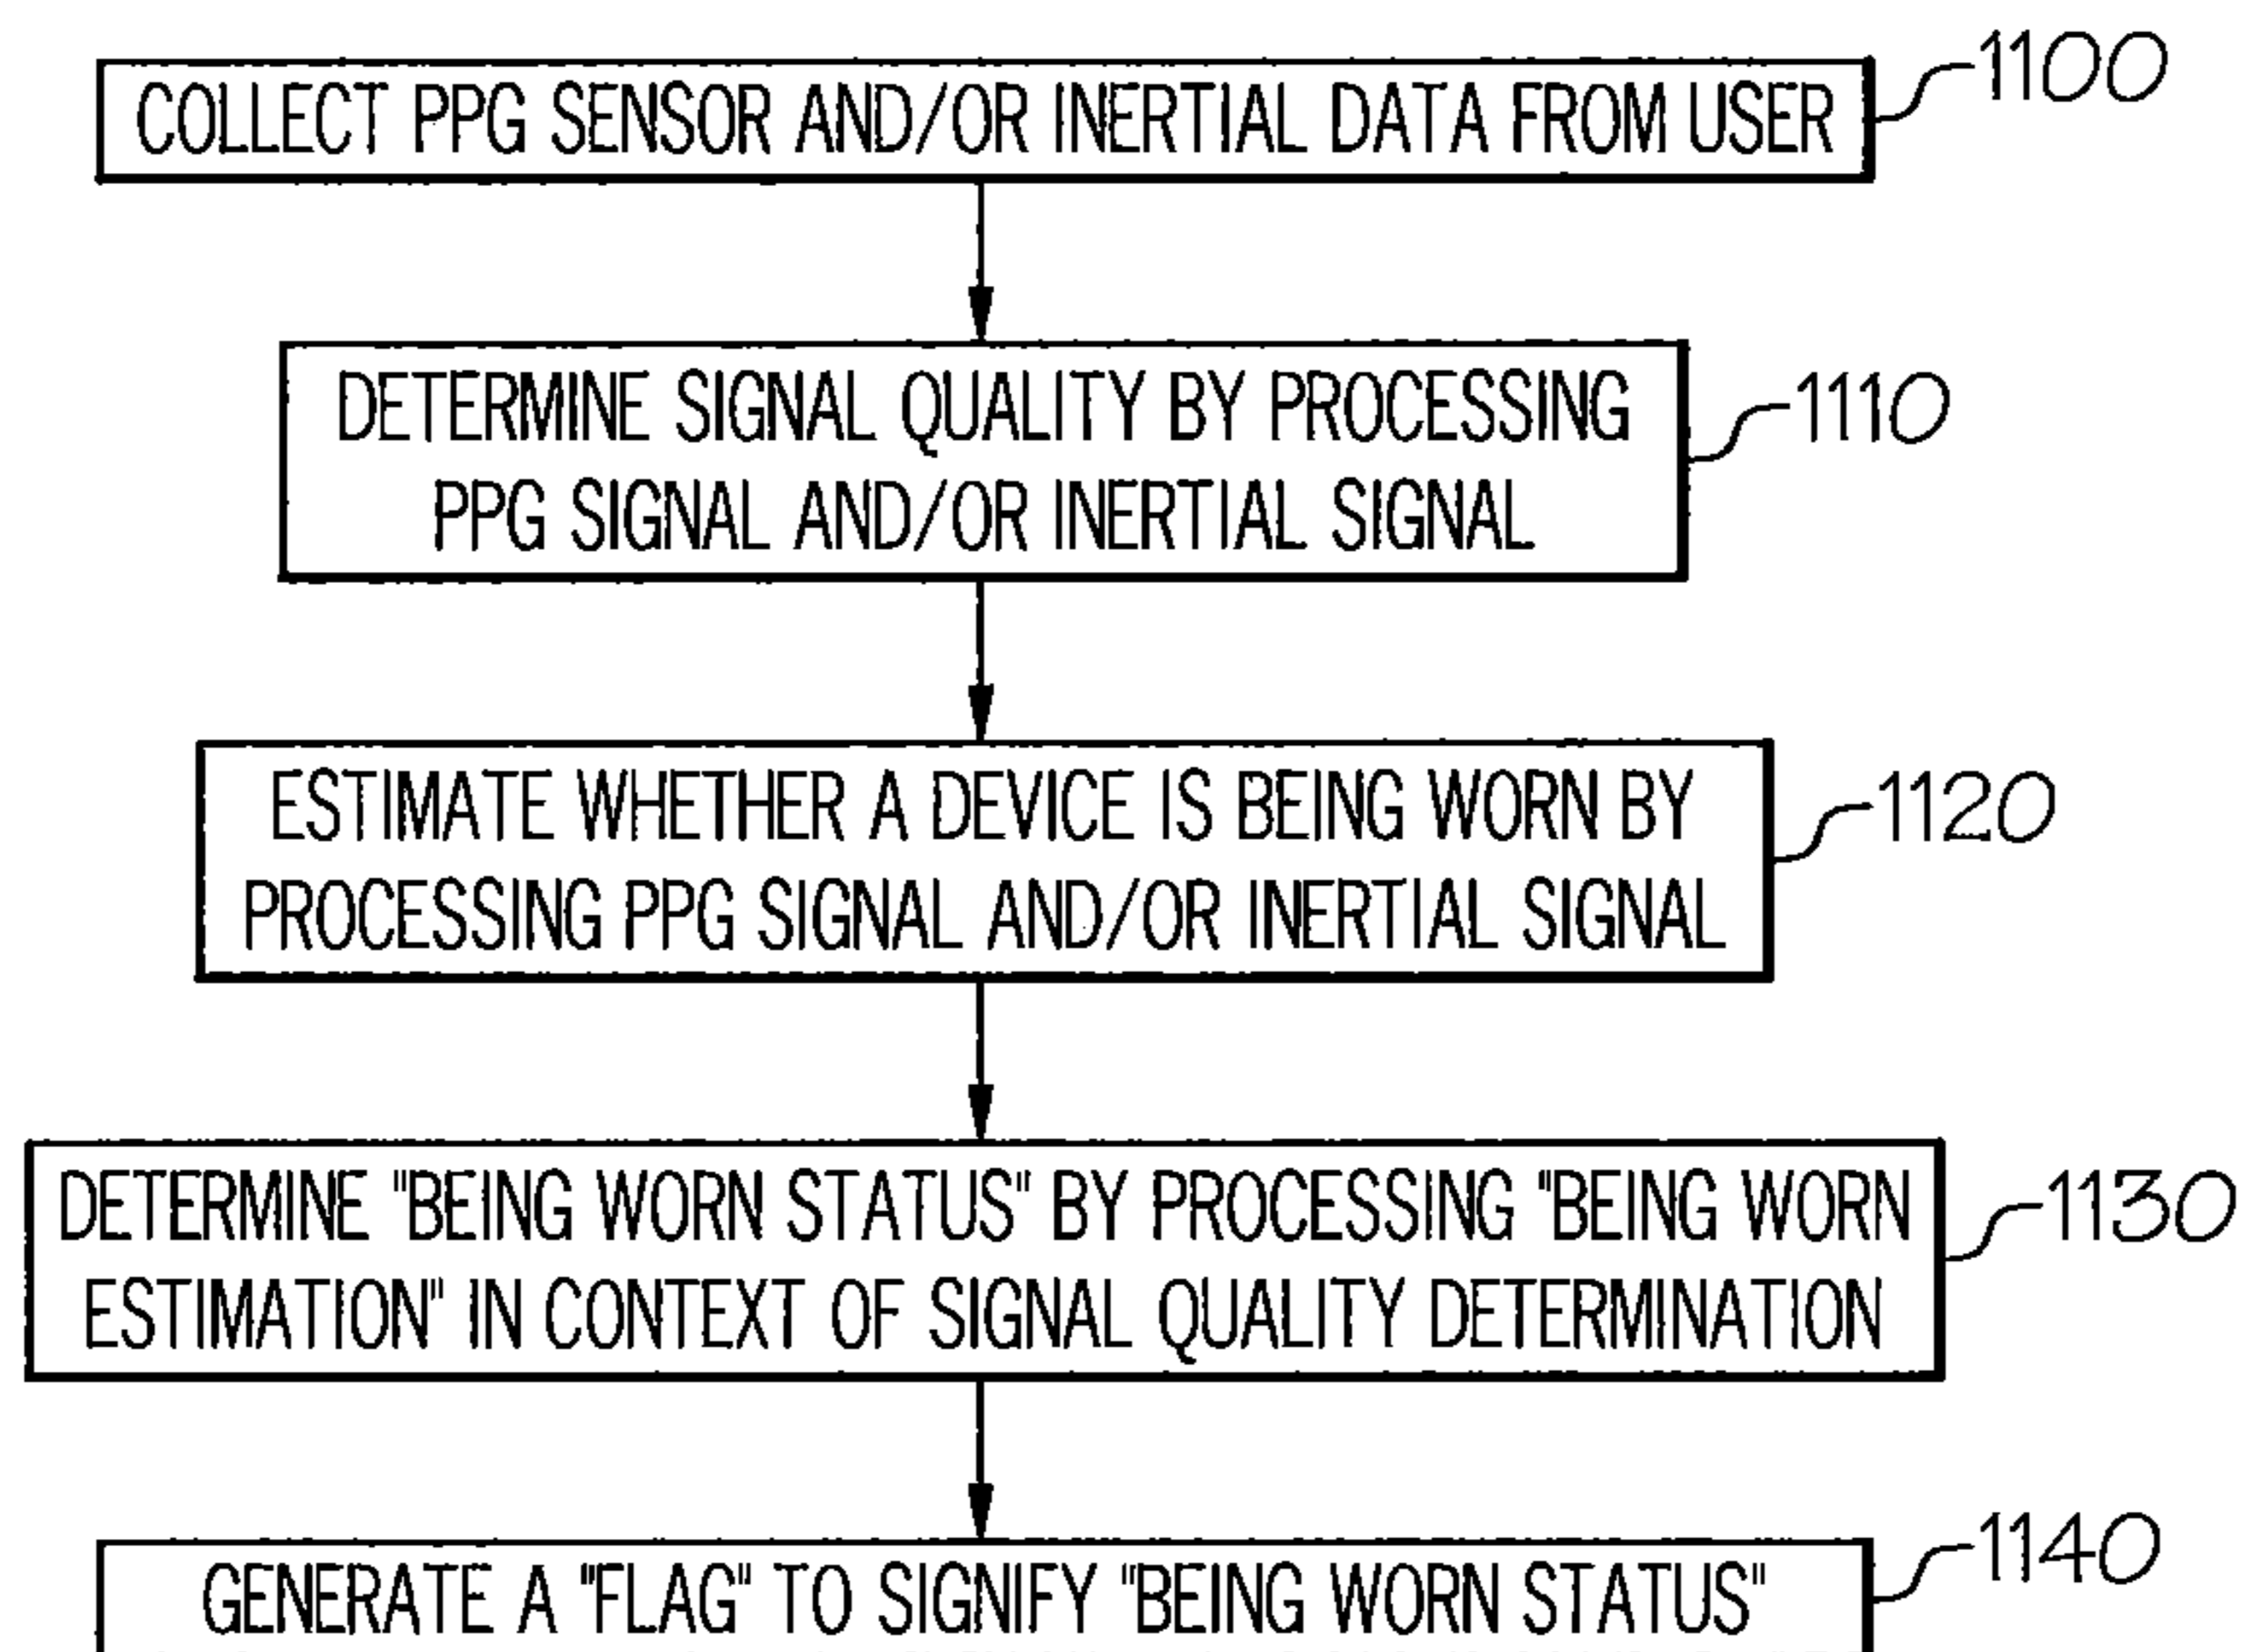 COLLECT PPG SENSOR AND/OR INERTIAL DATA FROM USER
1100
DETERMINE SIGNAL QUALITY BY PROCESSING
PPG SIGNAL AND/OR INERTIAL SIGNAL
1110
ESTIMATE WHETHER A DEVICE IS BEING WORN BY
PROCESSING PPG SIGNAL AND/OR INERTIAL SIGNAL
1120
DETERMINE "BEING WORN STATUS" BY PROCESSING "BEING WORN
ESTIMATION" IN CONTEXT OF SIGNAL QUALITY DETERMINATION
1130
GENERATE A "FLAG" TO SIGNIFY "BEING WORN STATUS"
1140